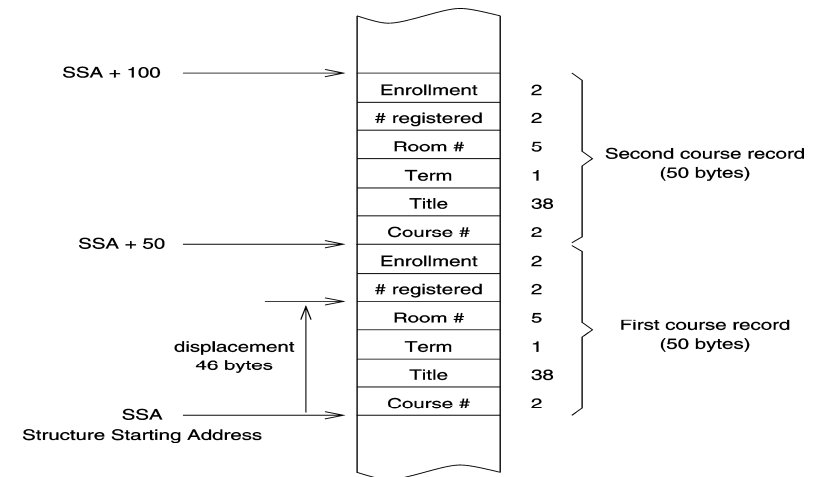 SSA + 100
Enrollment 2
# registered 2
Room # 5
Second course record
(50 bytes)
Term 1
Title 38
Course # 2
SSA + 50
Enrollment 2
# registered 2
Room # 5
First course record
(50 bytes)
displacement
46 bytes
Term 1
Title 38
Course # 2
SSA
Structure Starting Address